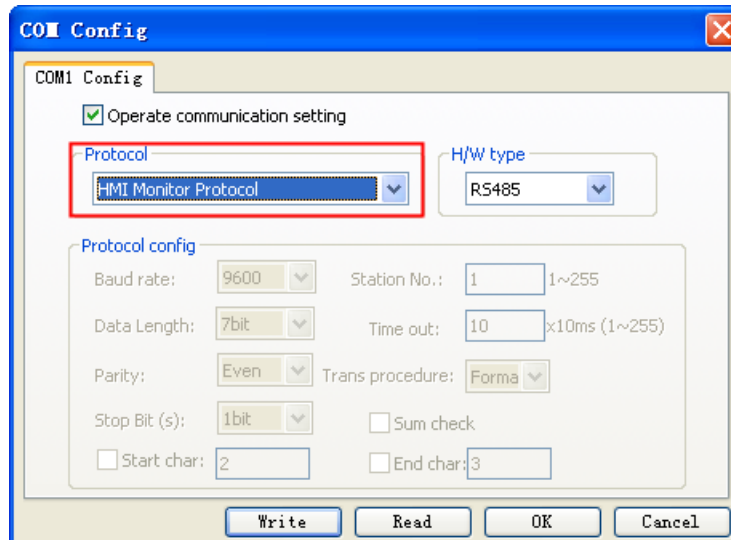 COM Config
COM1 Config
Operate communication setting
Protocol
H/W type
HMI Monitor Protocol
RS485
Protocol config
Baud rate: 9600 Station No.: 1 1~255
Data Length: 7bit Time out: 10 x10ms (1~255)
Parity: Even Trans procedure: Forma
Stop Bit (s): 1bit Sum check
Start char: 2 End char: 3
Write Read OK Cancel